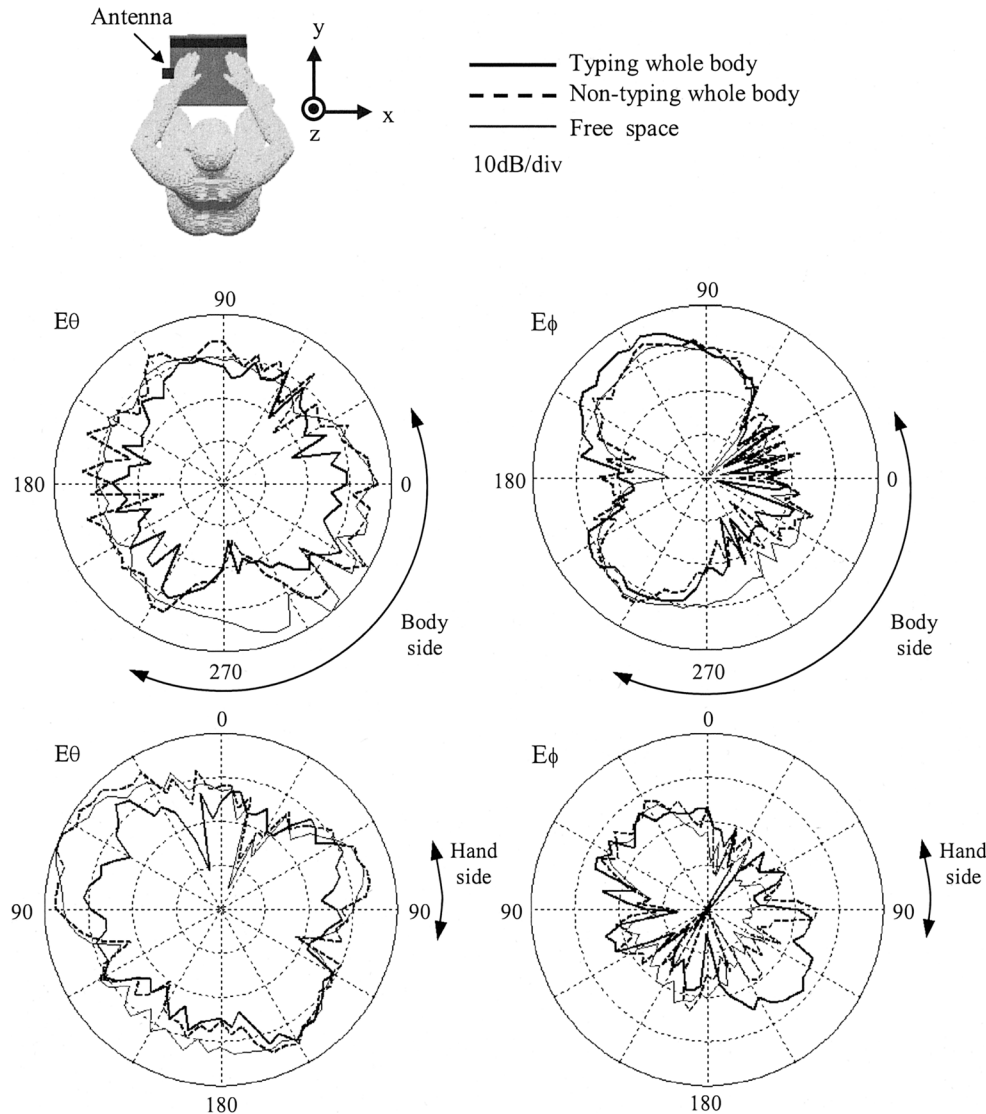 Antenna
y
x
z
Typing whole body
Non-typing whole body
Free space
10dB/div
Eθ
90
180
0
270
Body
side
Eϕ
90
180
0
270
Body
side
Eθ
0
90
90
180
Hand
side
Eϕ
0
90
90
180
Hand
side